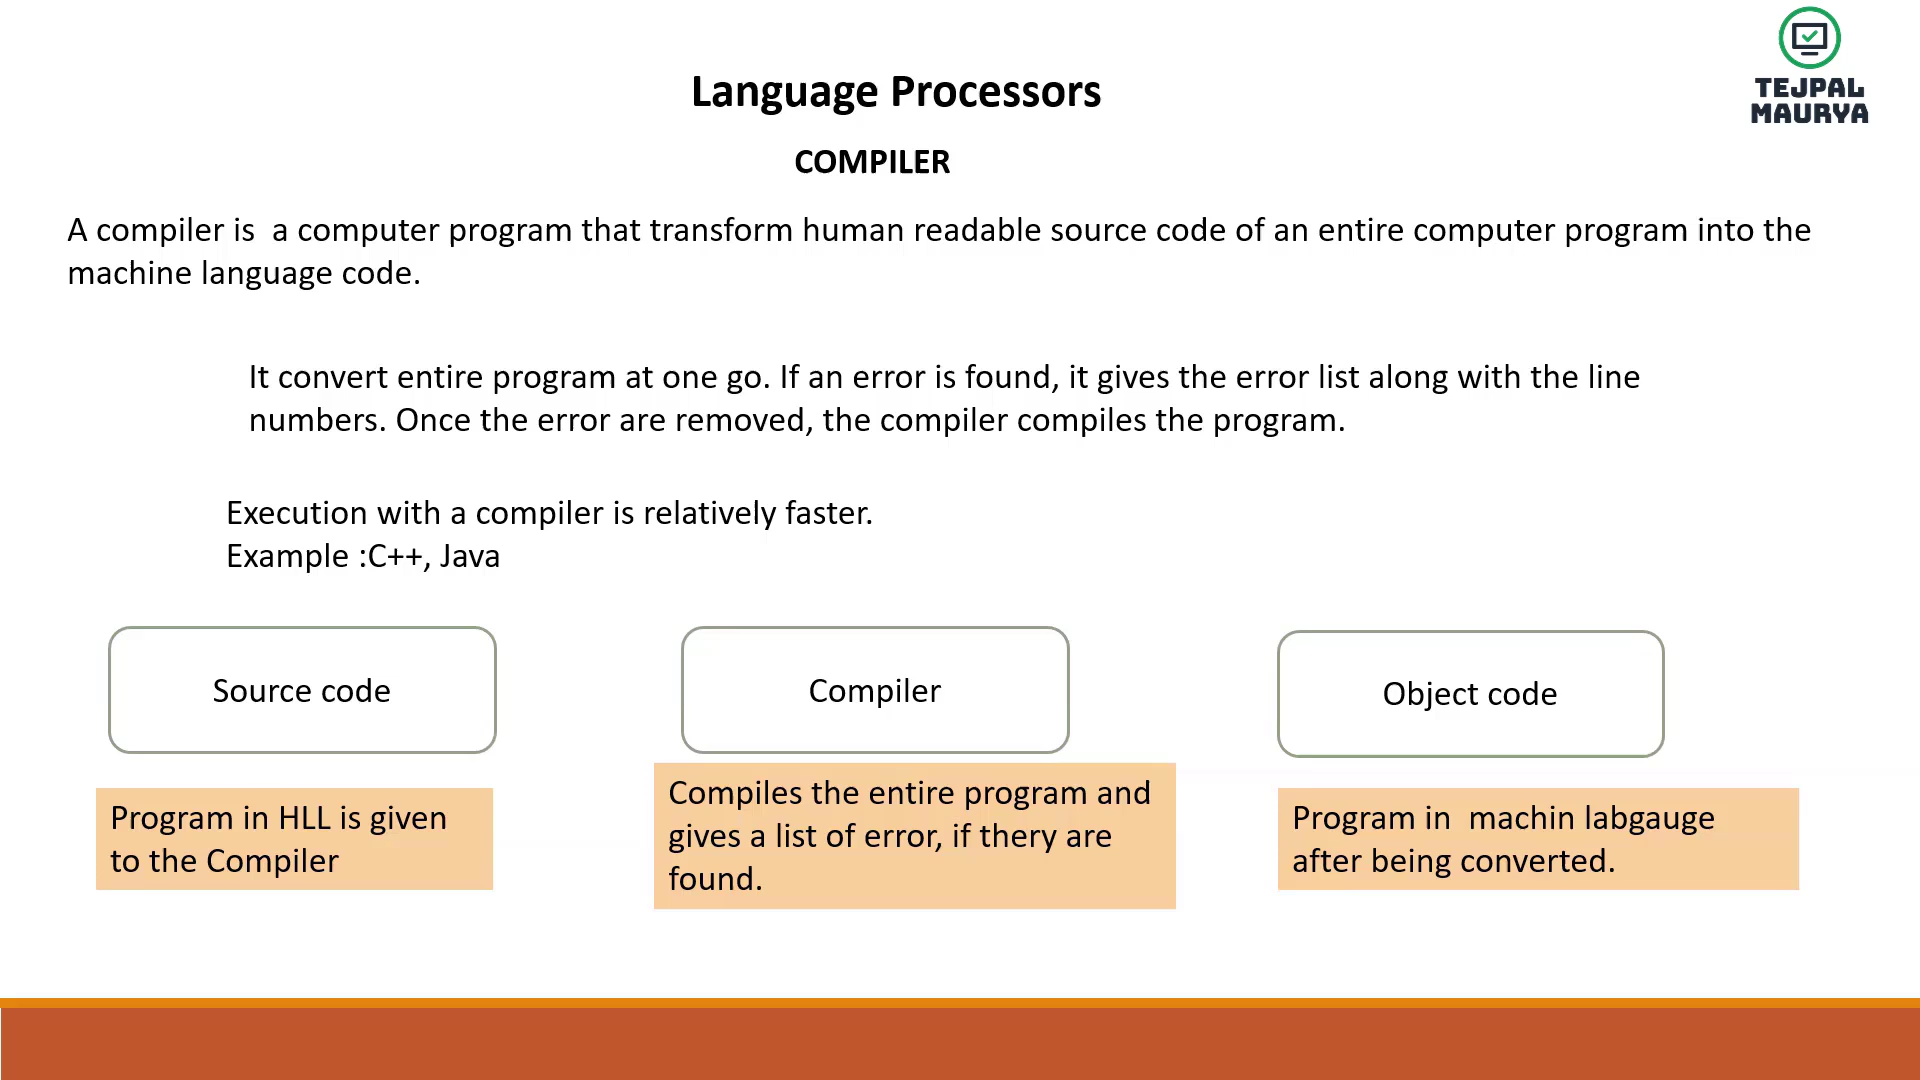 TEJPAL
MAURYA
Language Processors
COMPILER
A compiler is  a computer program that transform human readable source code of an entire computer program into the
machine language code.
It convert entire program at one go. If an error is found, it gives the error list along with the line
numbers. Once the error are removed, the compiler compiles the program.
Execution with a compiler is relatively faster.
Example :C++, Java
Source code
Compiler
Object code
Program in HLL is given
to the Compiler
Compiles the entire program and
gives a list of error, if thery are
found.
Program in  machin labgauge
after being converted.